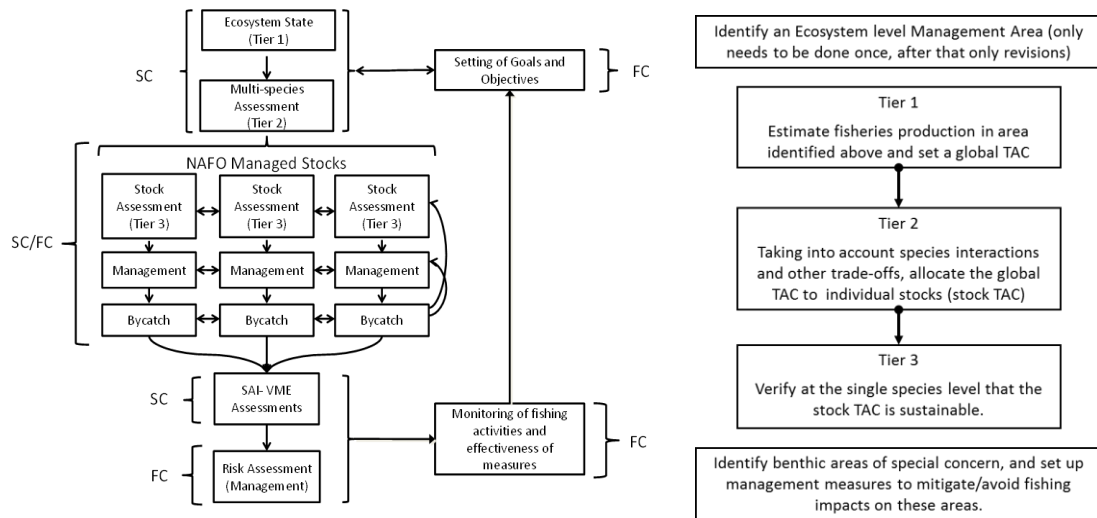 Ecosystem State
(Tier 1)
SC
Multi-species
Assessment
(Tier 2)
Setting of Goals and
Objectives
FC
NAFO Managed Stocks
SC/FC
Stock
Assessment
(Tier 3)
Stock
Assessment
(Tier 3)
Stock
Assessment
(Tier 3)
Management
Management
Management
Bycatch
Bycatch
Bycatch
SC
SAI- VME
Assessments
FC
Risk Assessment
(Management)
Monitoring of fishing
activities and
effectiveness of
measures
FC
Identify an Ecosystem level Management Area (only
needs to be done once, after that only revisions)
Tier 1
Estimate fisheries production in area
identified above and set a global TAC
Tier 2
Taking into account species interactions
and other trade-offs, allocate the global
TAC to individual stocks (stock TAC)
Tier 3
Verify at the single species level that the
stock TAC is sustainable.
Identify benthic areas of special concern, and set up
management measures to mitigate/avoid fishing
impacts on these areas.